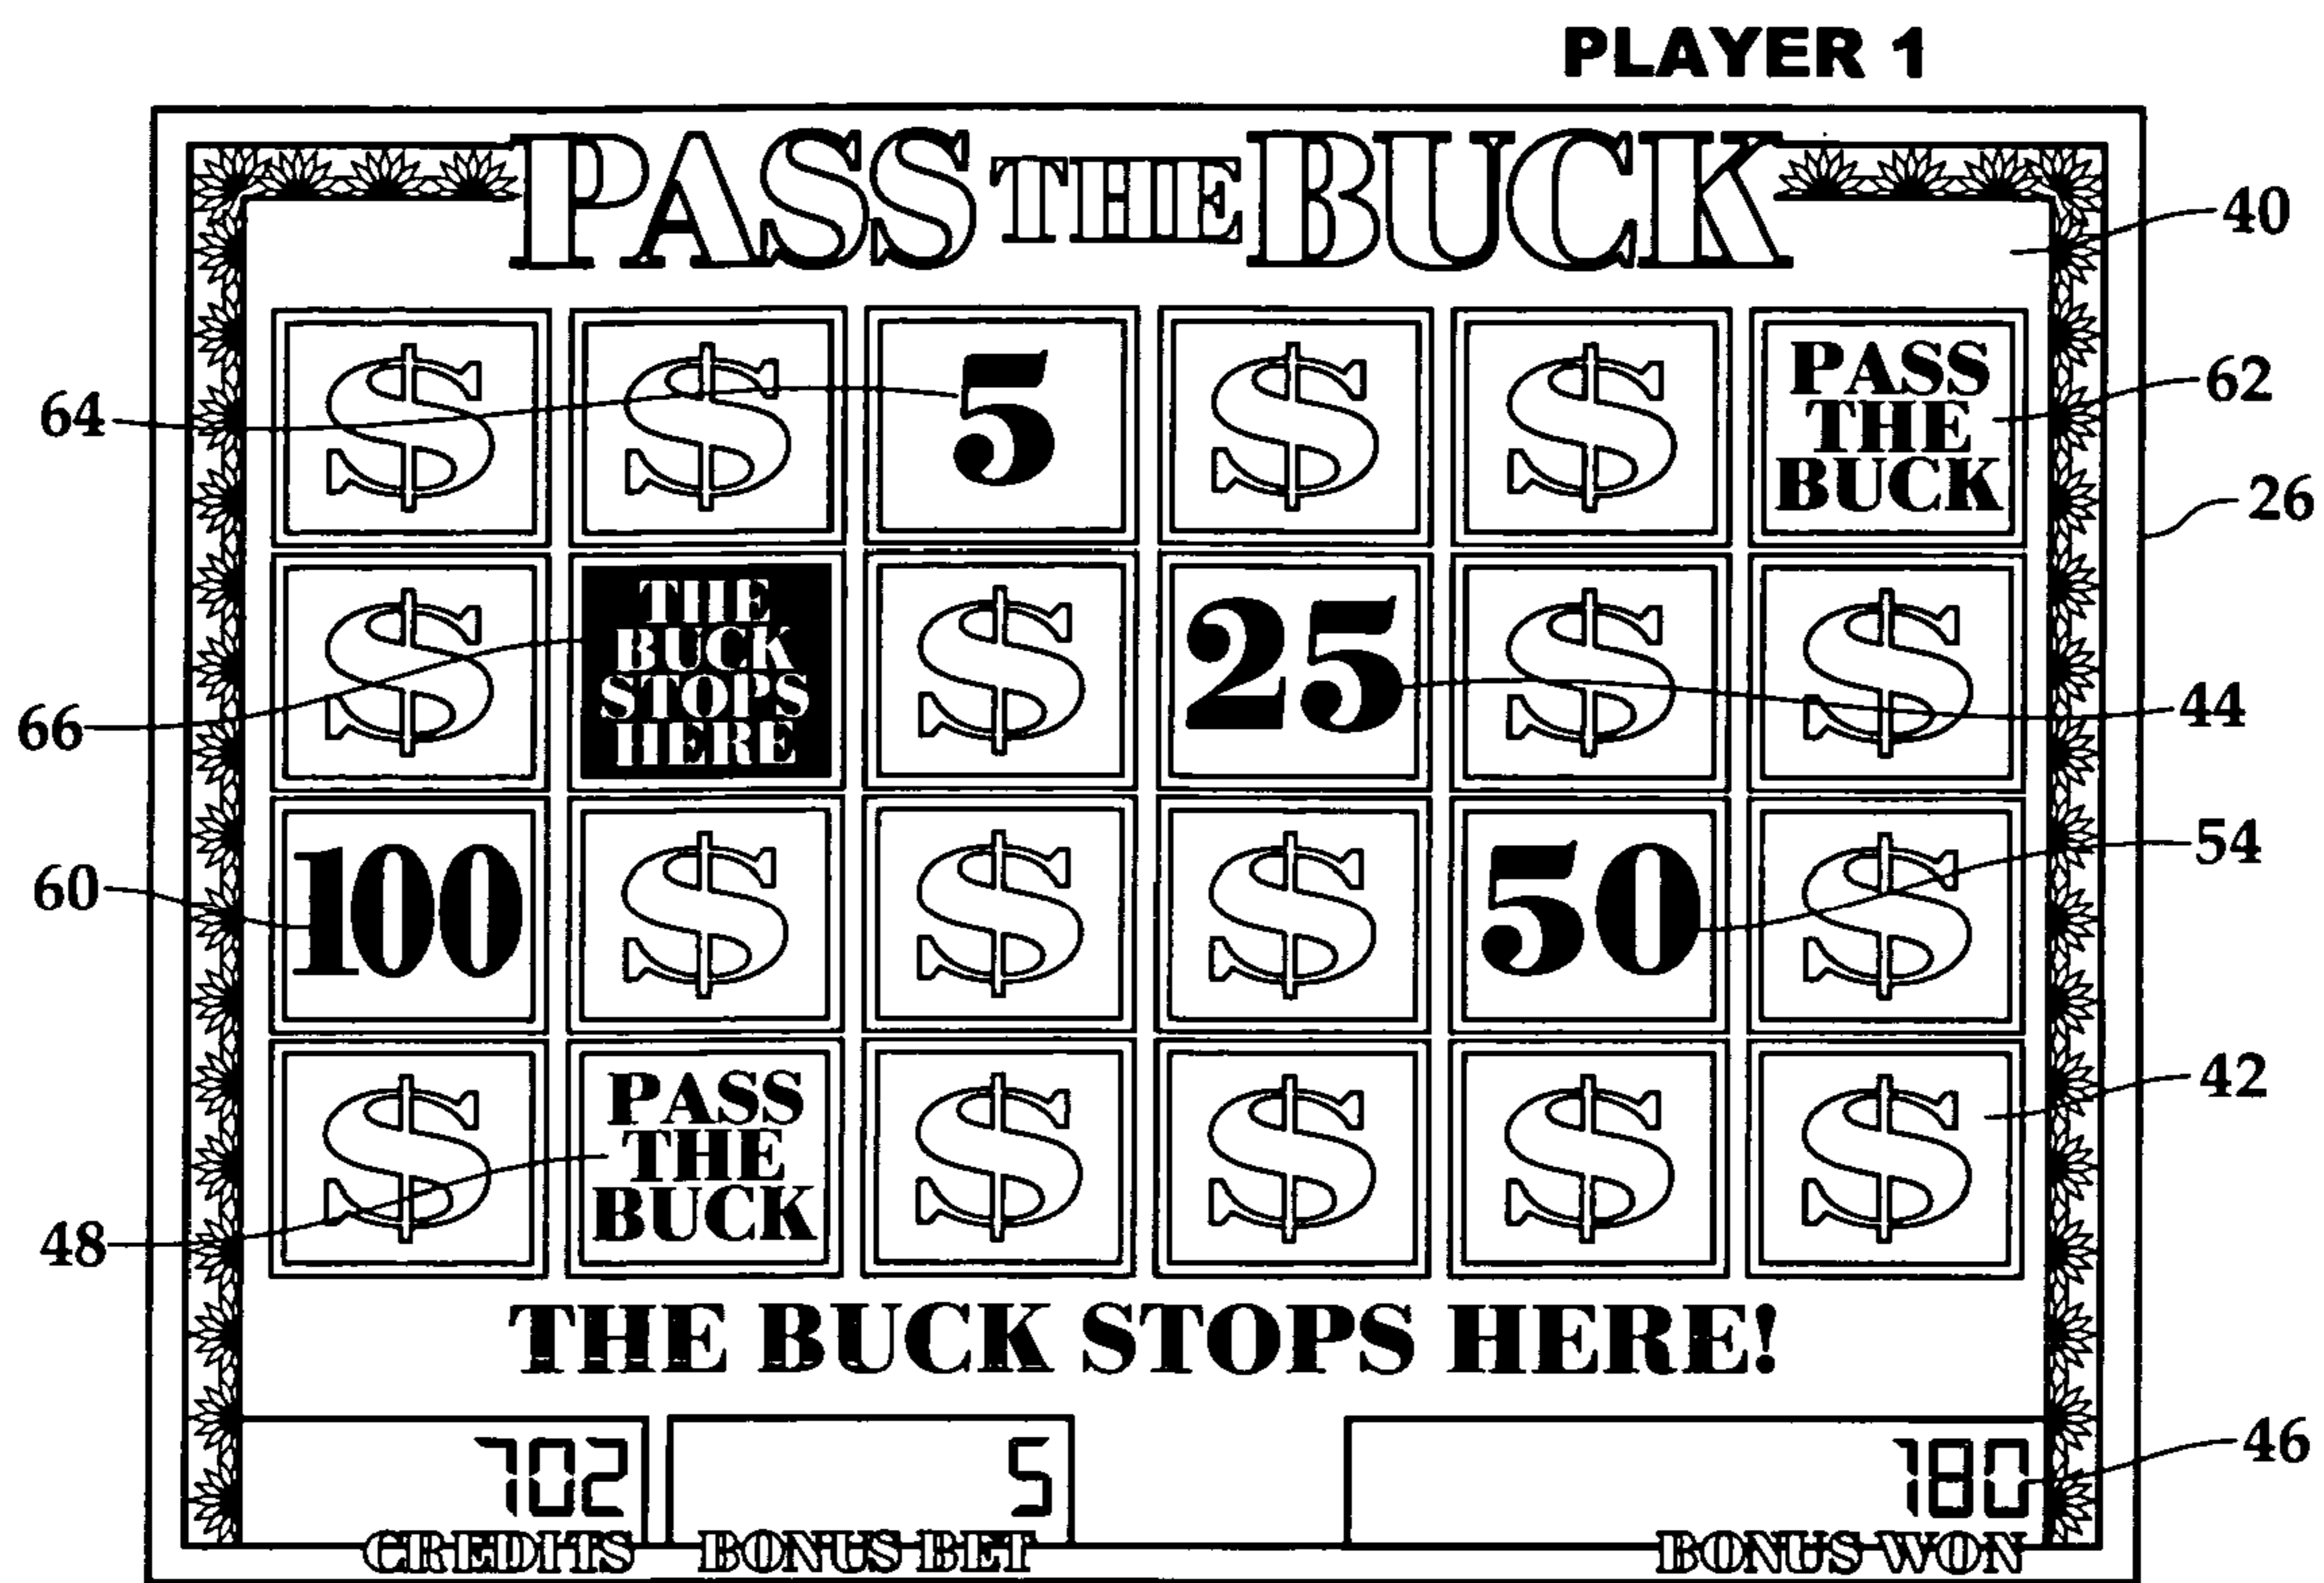 PLAYER 1
PASS THE BUCK
40
$ $ 5 $ $ PASS THE BUCK
64
62
26
$ THE BUCK STOPS HERE $ 25 $ $
66
44
100 $ $ $ 50 $
60
54
$ PASS THE BUCK $ $ $ $
42
48
THE BUCK STOPS HERE!
702 5 180
46
CREDITS BONUS BET BONUS WON